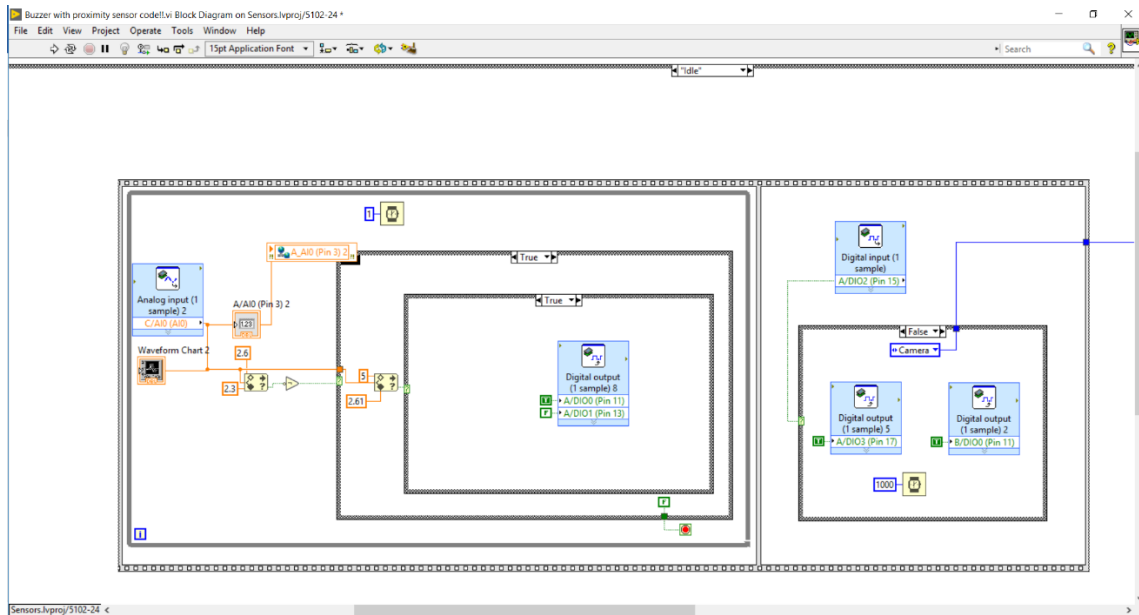 Buzzer with proximity sensor code!!.vi Block Diagram on Sensors.lvproj/5102-24 *
File Edit View Project Operate Tools Window Help
15pt Application Font
Search
"Idle"
1
A_AI0 (Pin 3) 2
True
Analog input (1
sample) 2
C/AI0 (AI0)
A/AI0 (Pin 3) 2
1.23
Waveform Chart 2
2.6
2.3
5
2.61
True
Digital output
(1 sample) 8
T A/DIO0 (Pin 11)
F A/DIO1 (Pin 13)
F
i
Digital input (1
sample)
A/DIO2 (Pin 15)
False
Camera
Digital output
(1 sample) 5
T A/DIO3 (Pin 17)
Digital output
(1 sample) 2
T B/DIO0 (Pin 11)
1000
Sensors.lvproj/5102-24